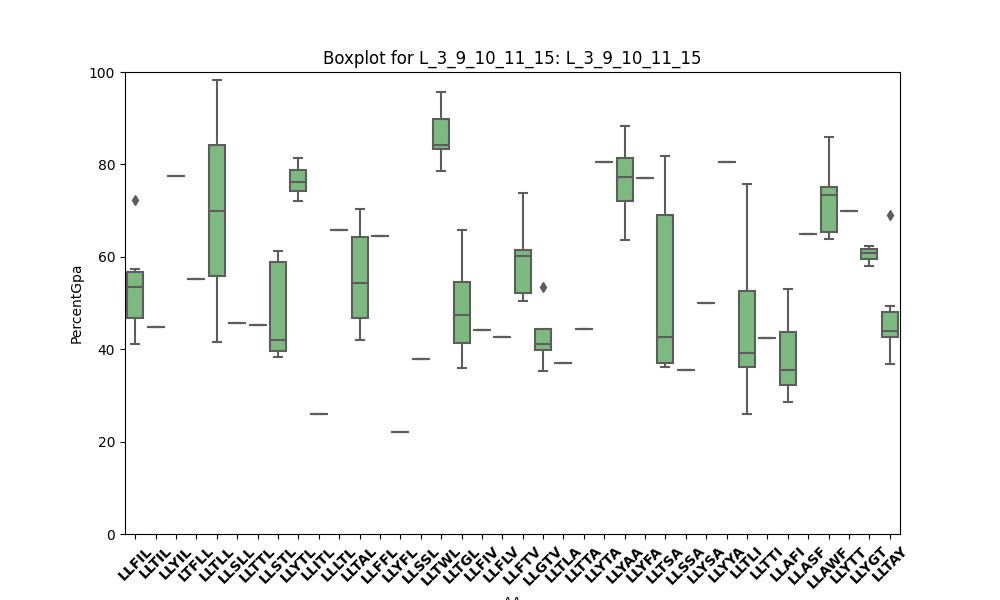 Boxplot for L_3_9_10_11_15: L_3_9_10_11_15
PercentGpa
100
80
60
40
20
0
LLFIL
LLTIL
LLYIL
LTFLL
LLTLL
LLSLL
LLTTL
LLSTL
LLYTL
LLITL
LLLTL
LLTAL
LLFFL
LLYFL
LLSSL
LLTWL
LLTGL
LLFIV
LLFLV
LLFTV
LLGTV
LLTLA
LLTTA
LLYTA
LLYAA
LLYFA
LLTSA
LLSSA
LLYSA
LLYYA
LLTLI
LLTTI
LLAFI
LLASF
LLAWF
LLYTT
LLYGT
LLTAY